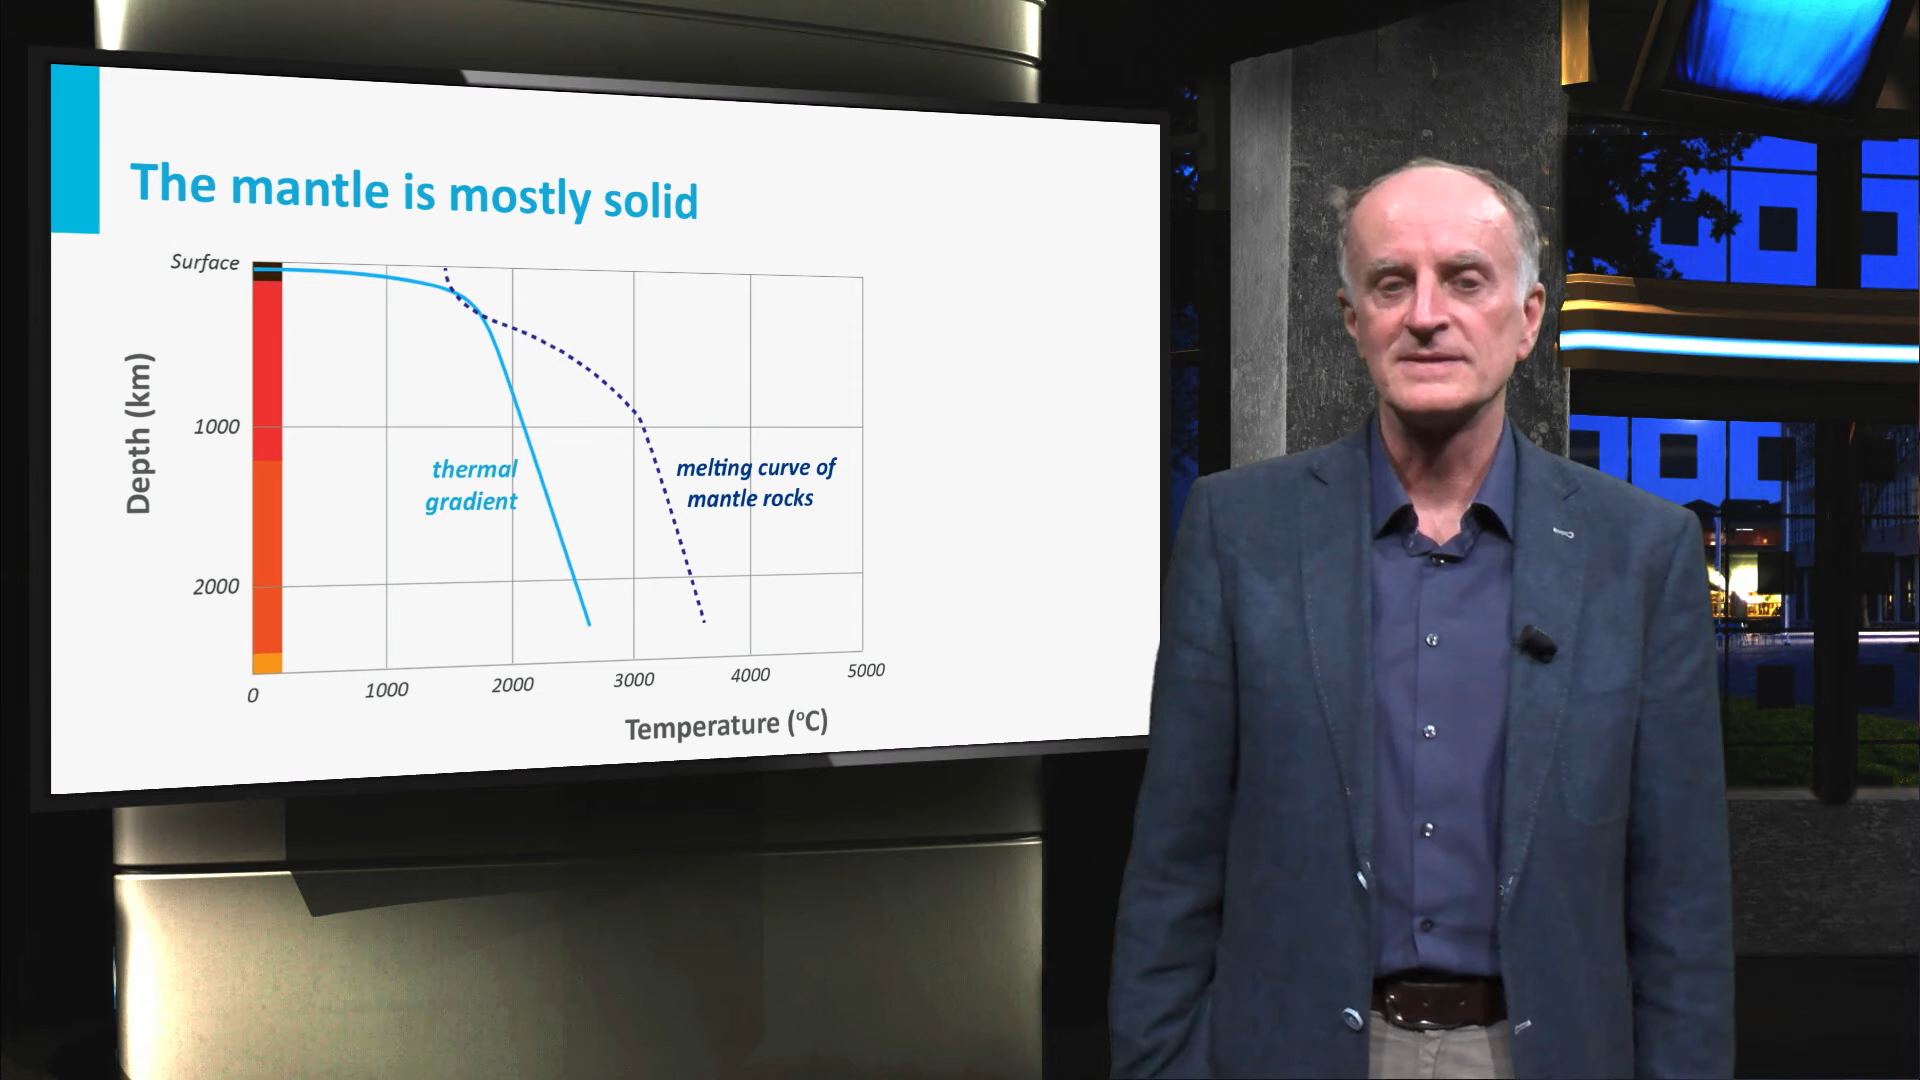 The mantle is mostly solid
Surface
1000
2000
Depth (km)
thermal
gradient
melting curve of
mantle rocks
0
1000
2000
3000
4000
5000
Temperature (°C)